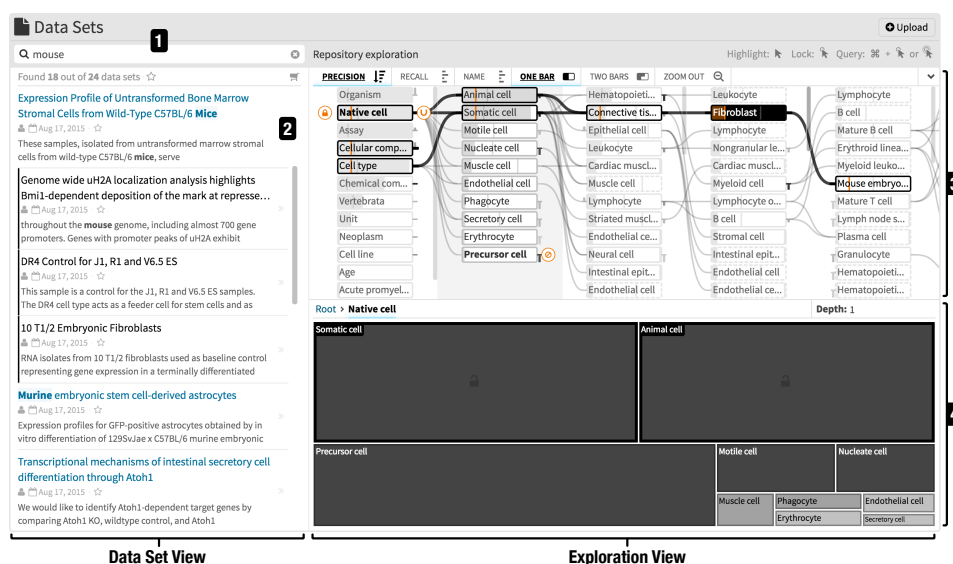 Data Sets
Upload
1
mouse
Repository exploration
Highlight: Lock: Query: ⌘ + or
Found 18 out of 24 data sets
Expression Profile of Untransformed Bone Marrow
Stromal Cells from Wild-Type C57BL/6 Mice
Aug 17, 2015
2
These samples, isolated from untransformed marrow stromal
cells from wild-type C57BL/6 mice, serve
Genome wide uH2A localization analysis highlights
Bmi1-dependent deposition of the mark at represse...
Aug 17, 2015
throughout the mouse genome, including almost 700 gene
promoters. Genes with promoter peaks of uH2A exhibit
DR4 Control for J1, R1 and V6.5 ES
Aug 17, 2015
This sample is a control for the J1, R1 and V6.5 ES samples.
The DR4 cell type acts as a feeder cell for stem cells and as
10 T1/2 Embryonic Fibroblasts
Aug 17, 2015
RNA isolates from 10 T1/2 fibroblasts used as baseline control
representing gene expression in a terminally differentiated
Murine embryonic stem cell-derived astrocytes
Aug 17, 2015
Expression profiles for GFP-positive astrocytes obtained by in
vitro differentiation of 129SvJae x C57BL/6 murine embryonic
Transcriptional mechanisms of intestinal secretory cell
differentiation through Atoh1
Aug 17, 2015
We would like to identify Atoh1-dependent target genes by
comparing Atoh1 KO, wildtype control, and Atoh1
PRECISION RECALL NAME ONE BAR TWO BARS ZOOM OUT
Organism
Native cell
Assay
Cellular comp...
Cell type
Chemical com...
Vertebrata
Unit
Neoplasm
Cell line
Age
Acute promyel...
Animal cell
Somatic cell
Motile cell
Nucleate cell
Muscle cell
Endothelial cell
Phagocyte
Secretory cell
Erythrocyte
Precursor cell
Hematopoieti...
Connective tis...
Epithelial cell
Leukocyte
Cardiac muscl...
Muscle cell
Lymphocyte
Striated muscl...
Endothelial ce...
Neural cell
Intestinal epit...
Endothelial cell
Leukocyte
Fibroblast
Lymphocyte
Nongranular le...
Cardiac muscl...
Myeloid cell
Lymphocyte o...
B cell
Stromal cell
Intestinal epit...
Endothelial cell
Endothelial ce...
Lymphocyte
B cell
Mature B cell
Erythroid linea...
Myeloid leuko...
Mouse embryo...
Mature T cell
Lymph node s...
Plasma cell
Granulocyte
Hematopoieti...
Hematopoieti...
Root > Native cell
Depth: 1
Somatic cell
Animal cell
Precursor cell
Motile cell
Nucleate cell
Muscle cell
Phagocyte
Endothelial cell
Erythrocyte
Secretory cell
Data Set View
Exploration View